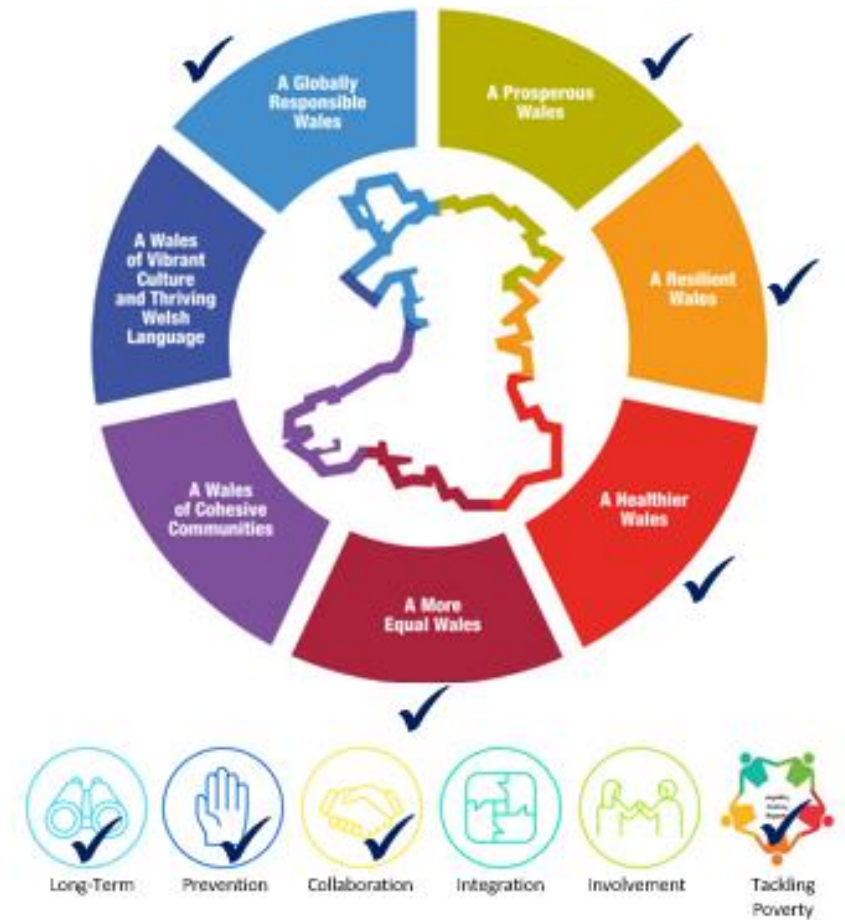 A Globally
Responsible
Wales
A Prosperous
Wales
A Resilient
Wales
A Healthier
Wales
A More
Equal Wales
A Wales
of Cohesive
Communities
A Wales
of Vibrant
Culture
and Thriving
Welsh
Language
Long-Term
Prevention
Collaboration
Integration
Involvement
Tackling
Poverty